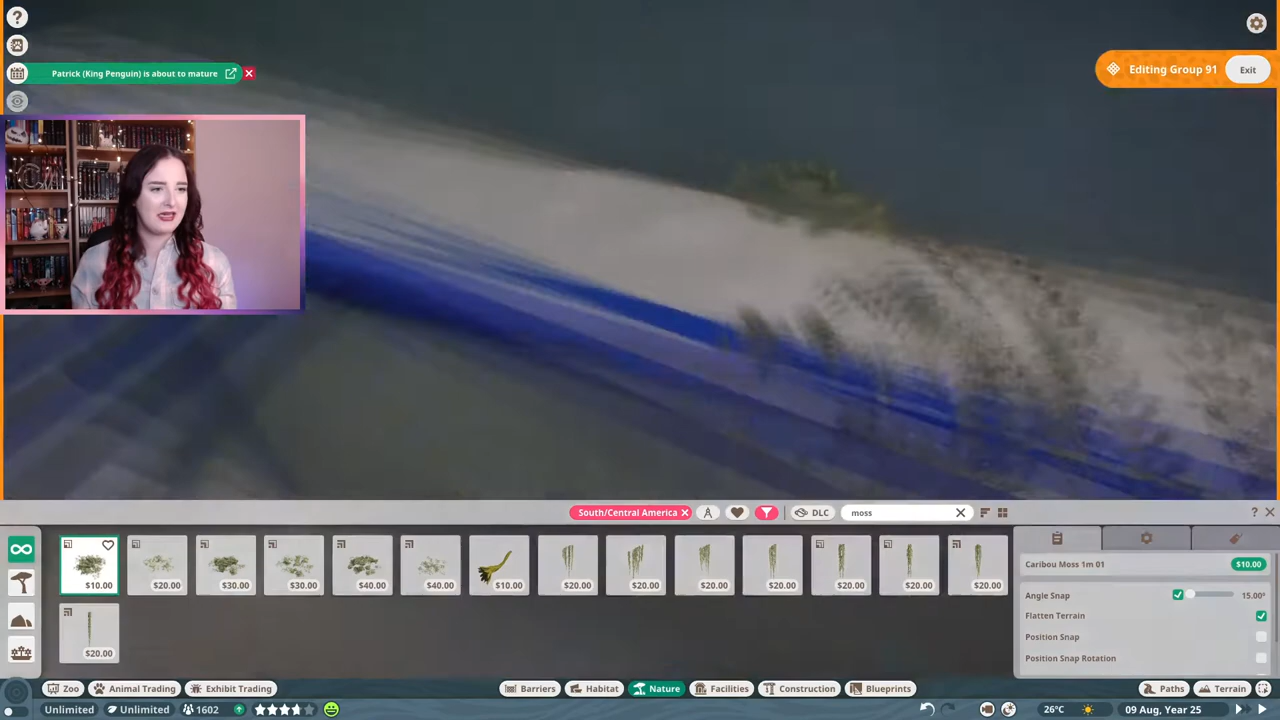 ?
Patrick (King Penguin) is about to mature
Editing Group 91
Exit
South/Central America
DLC
moss
?
$10.00
$20.00
$30.00
$30.00
$40.00
$40.00
$10.00
$20.00
$20.00
$20.00
$20.00
$20.00
$20.00
$20.00
$20.00
Caribou Moss 1m 01
$10.00
Angle Snap
15.00°
Flatten Terrain
Position Snap
Position Snap Rotation
Zoo
Animal Trading
Exhibit Trading
Barriers
Habitat
Nature
Facilities
Construction
Blueprints
Paths
Terrain
Unlimited
Unlimited
1602
26°C
09 Aug, Year 25